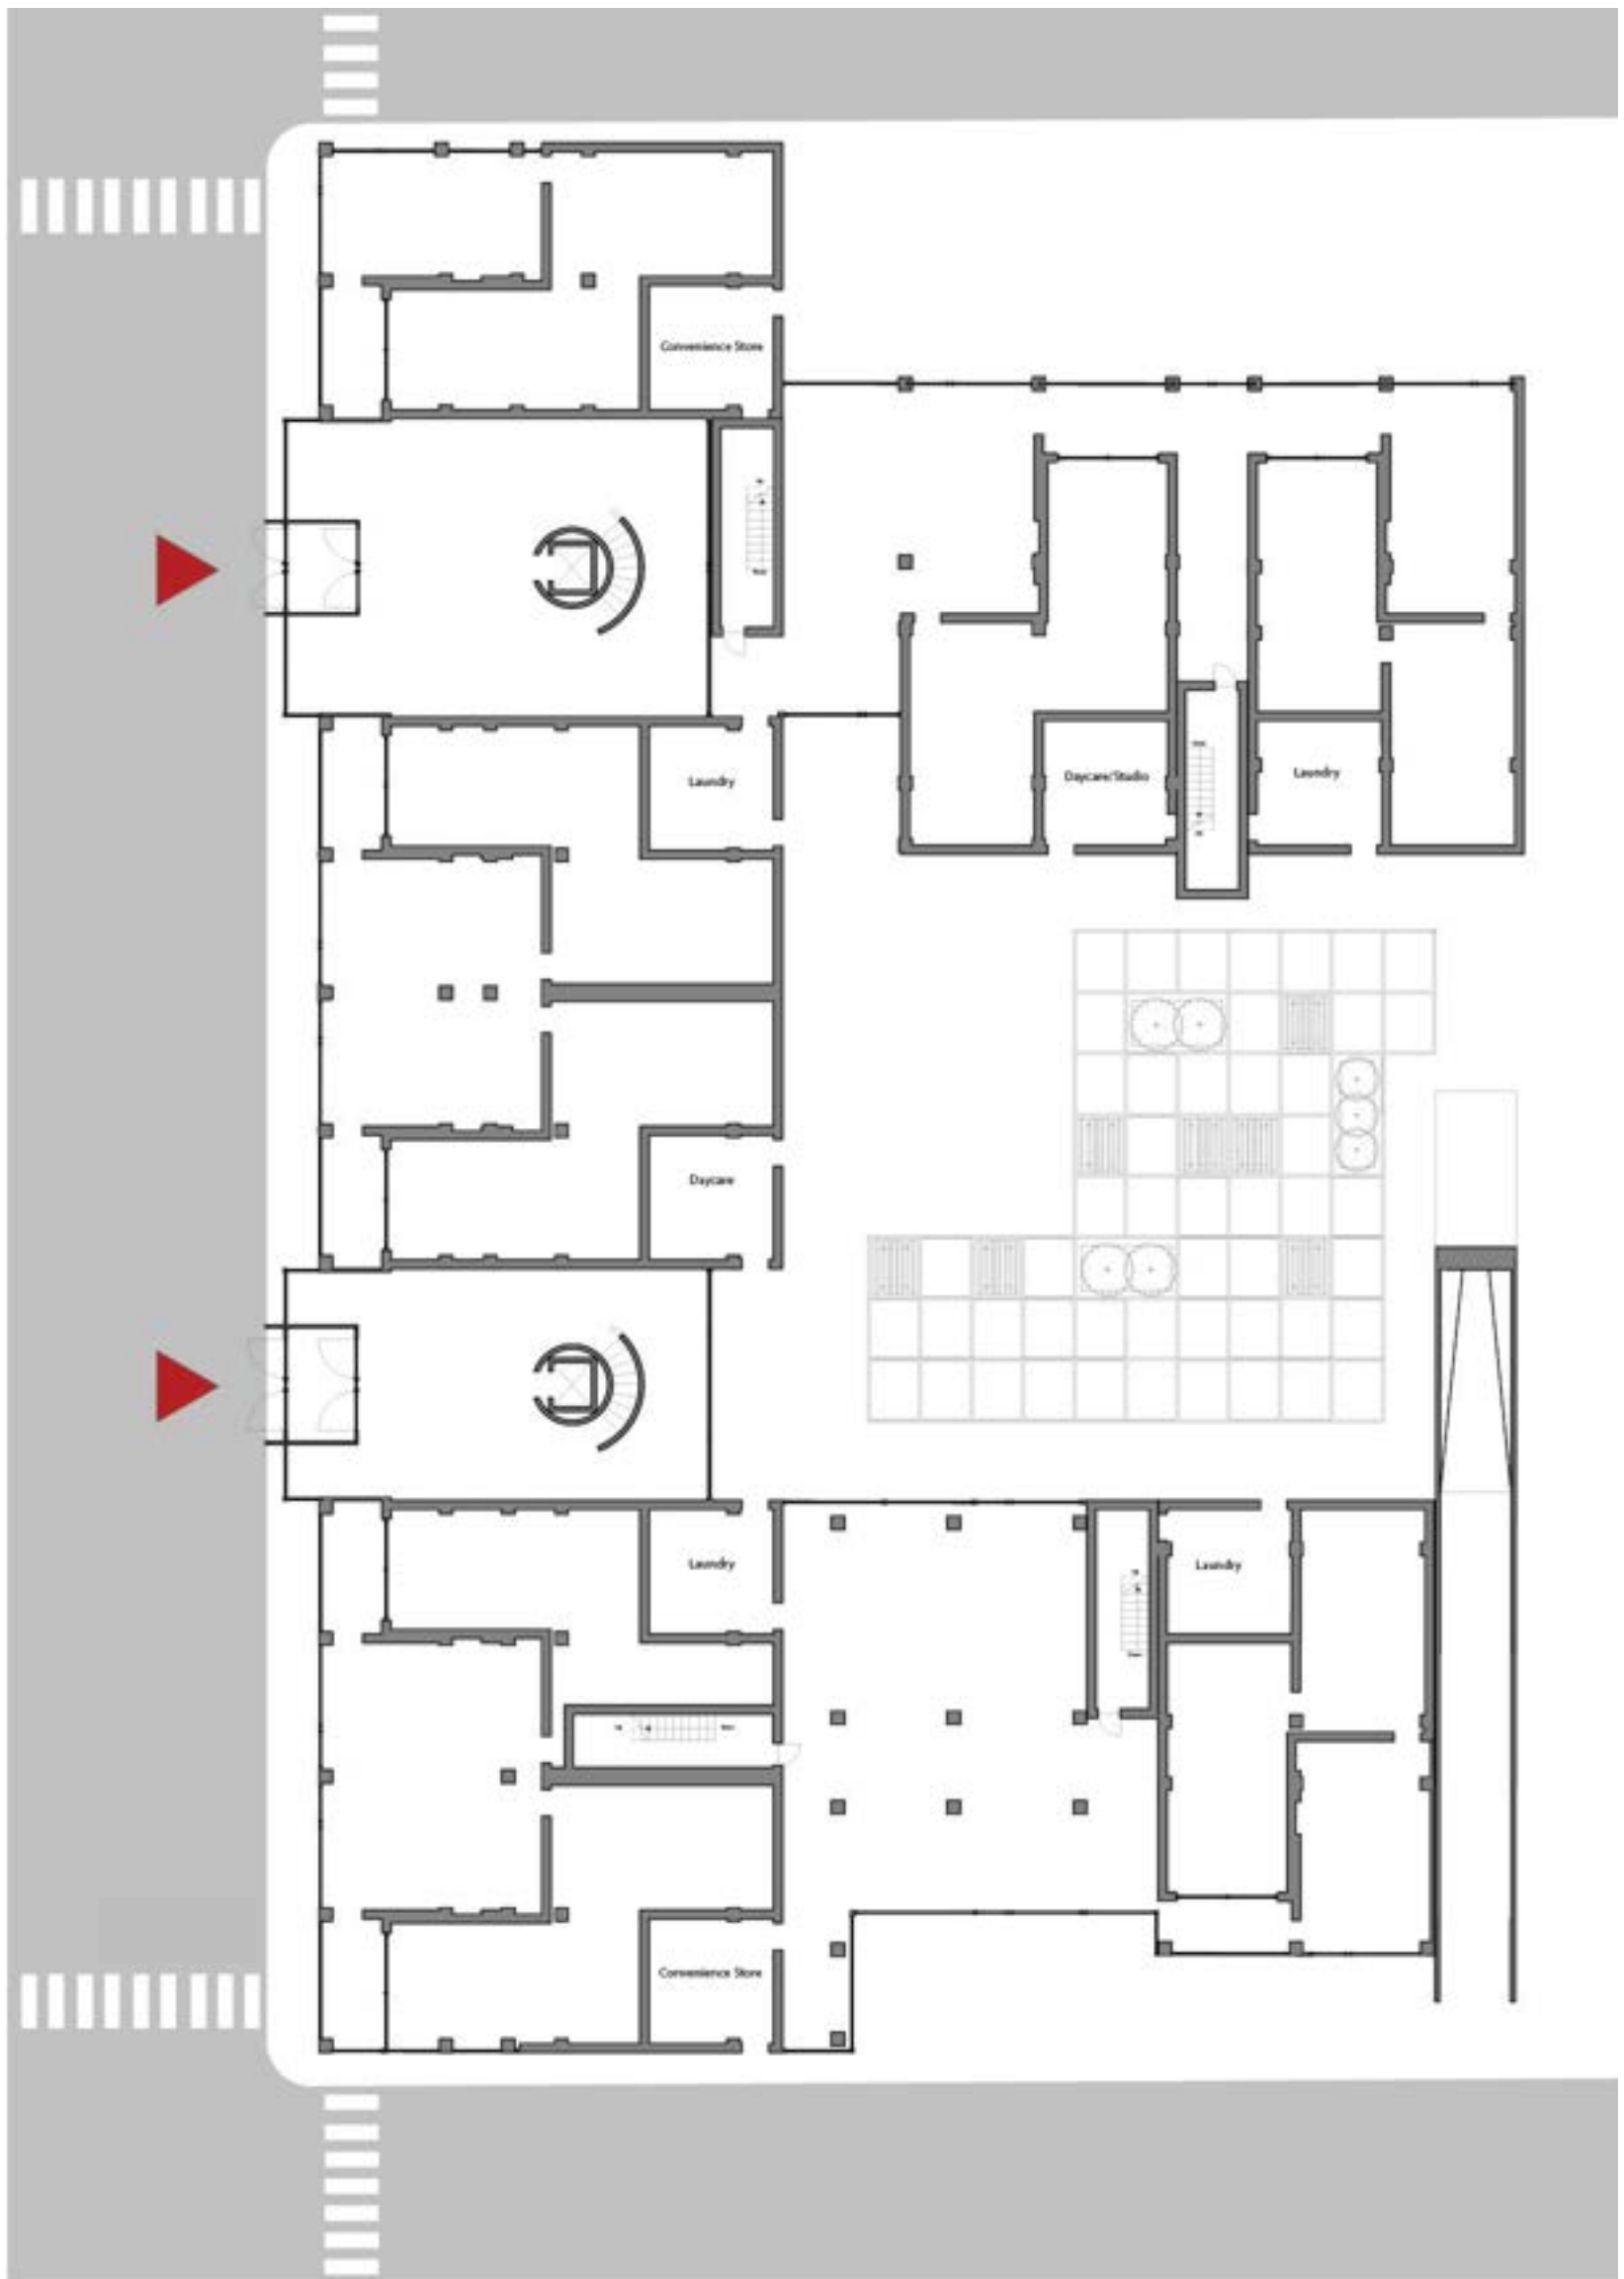 Convenience Store
Laundry
Daycare/Studio
Laundry
Daycare
Laundry
Laundry
Convenience Store